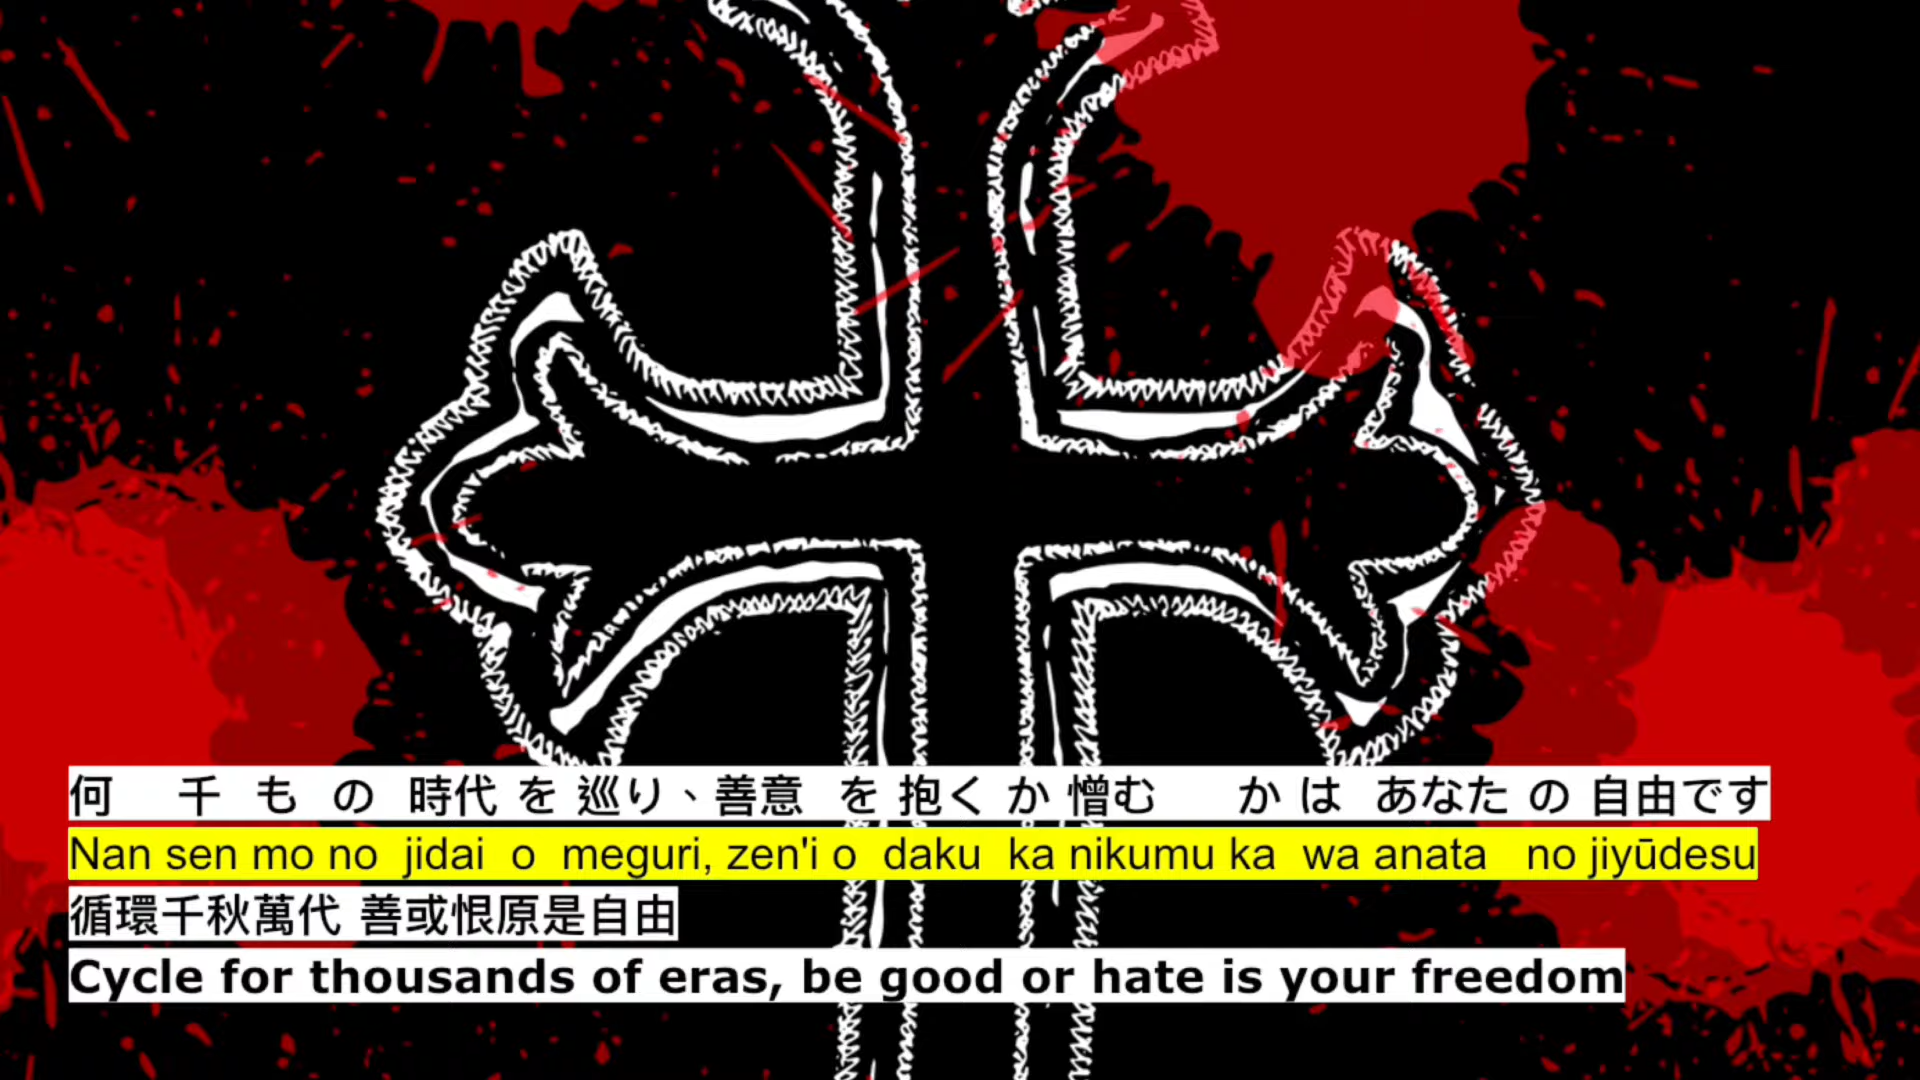 何 千 も の 時代 を 巡り、善意 を 抱く か 憎む か は あなた の 自由です
Nan sen mo no jidai o meguri, zen'i o daku ka nikumu ka wa anata no jiyūdesu
循環千秋萬代 善或恨原是自由
Cycle for thousands of eras, be good or hate is your freedom